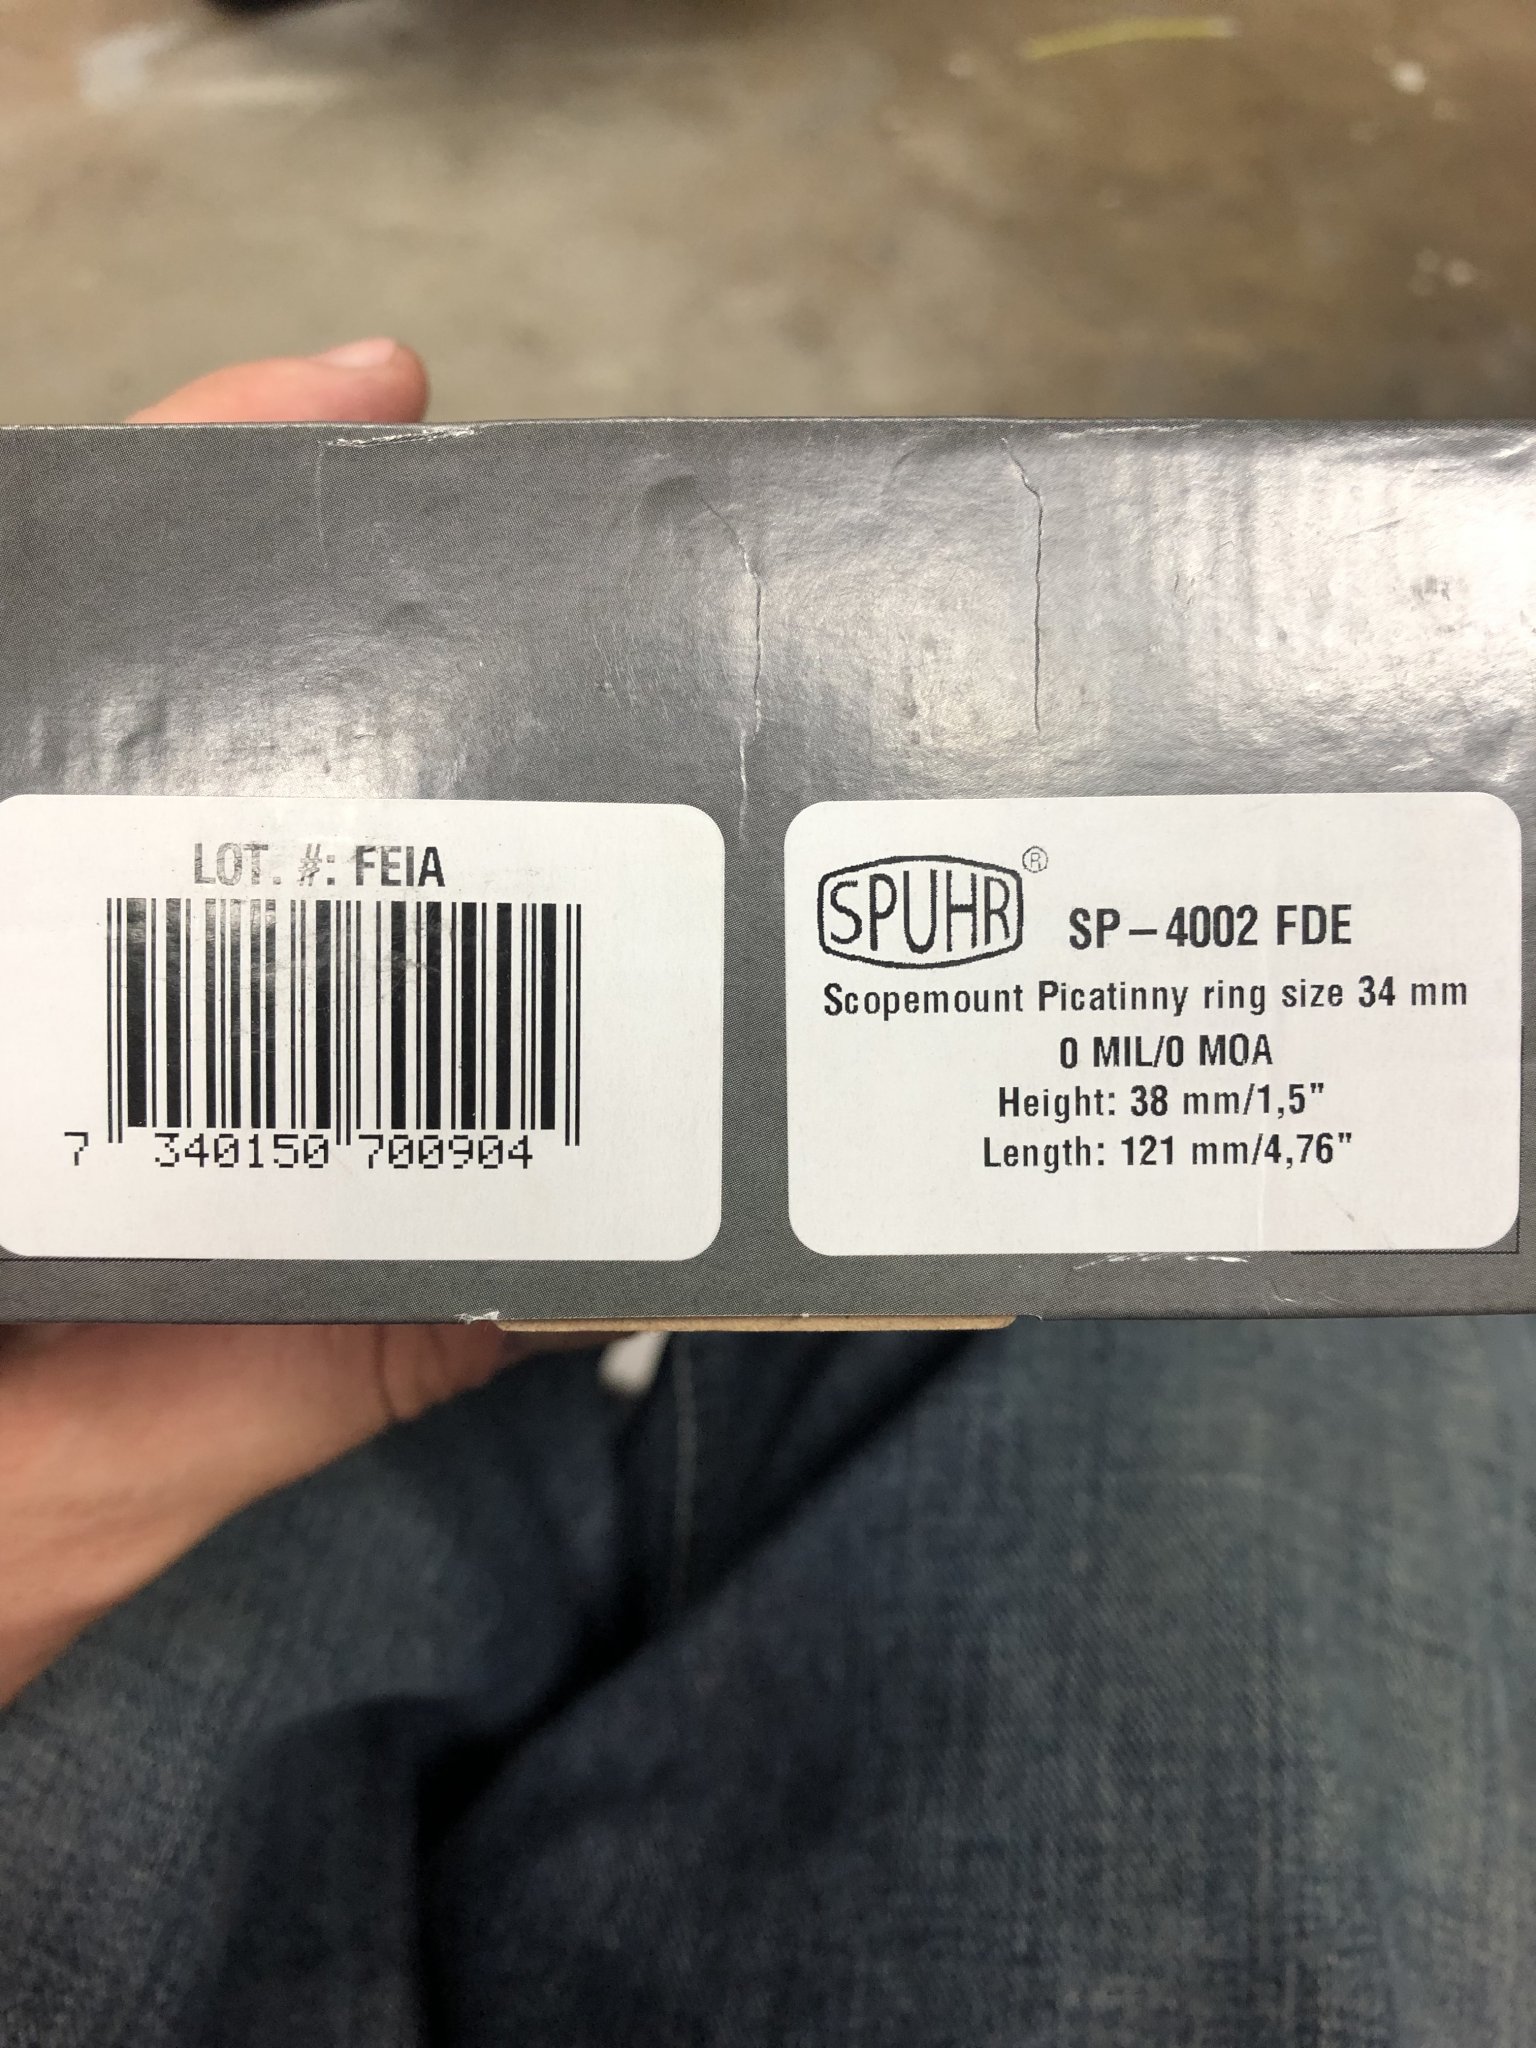 LOT. #: FEIA
7 340150 700904
SPUHR®
SP-4002 FDE
Scopemount Picatinny ring size 34 mm
0 MIL/0 MOA
Height: 38 mm/1,5"
Length: 121 mm/4,76"